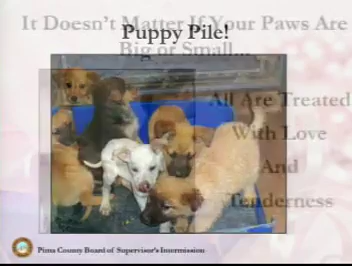 It Doesn't Matter If Your Paws Are
Puppy Pile!
Big or Small...
All Are Treated
With Love
And
Tenderness
Pima County Board of Supervisor's Intermission